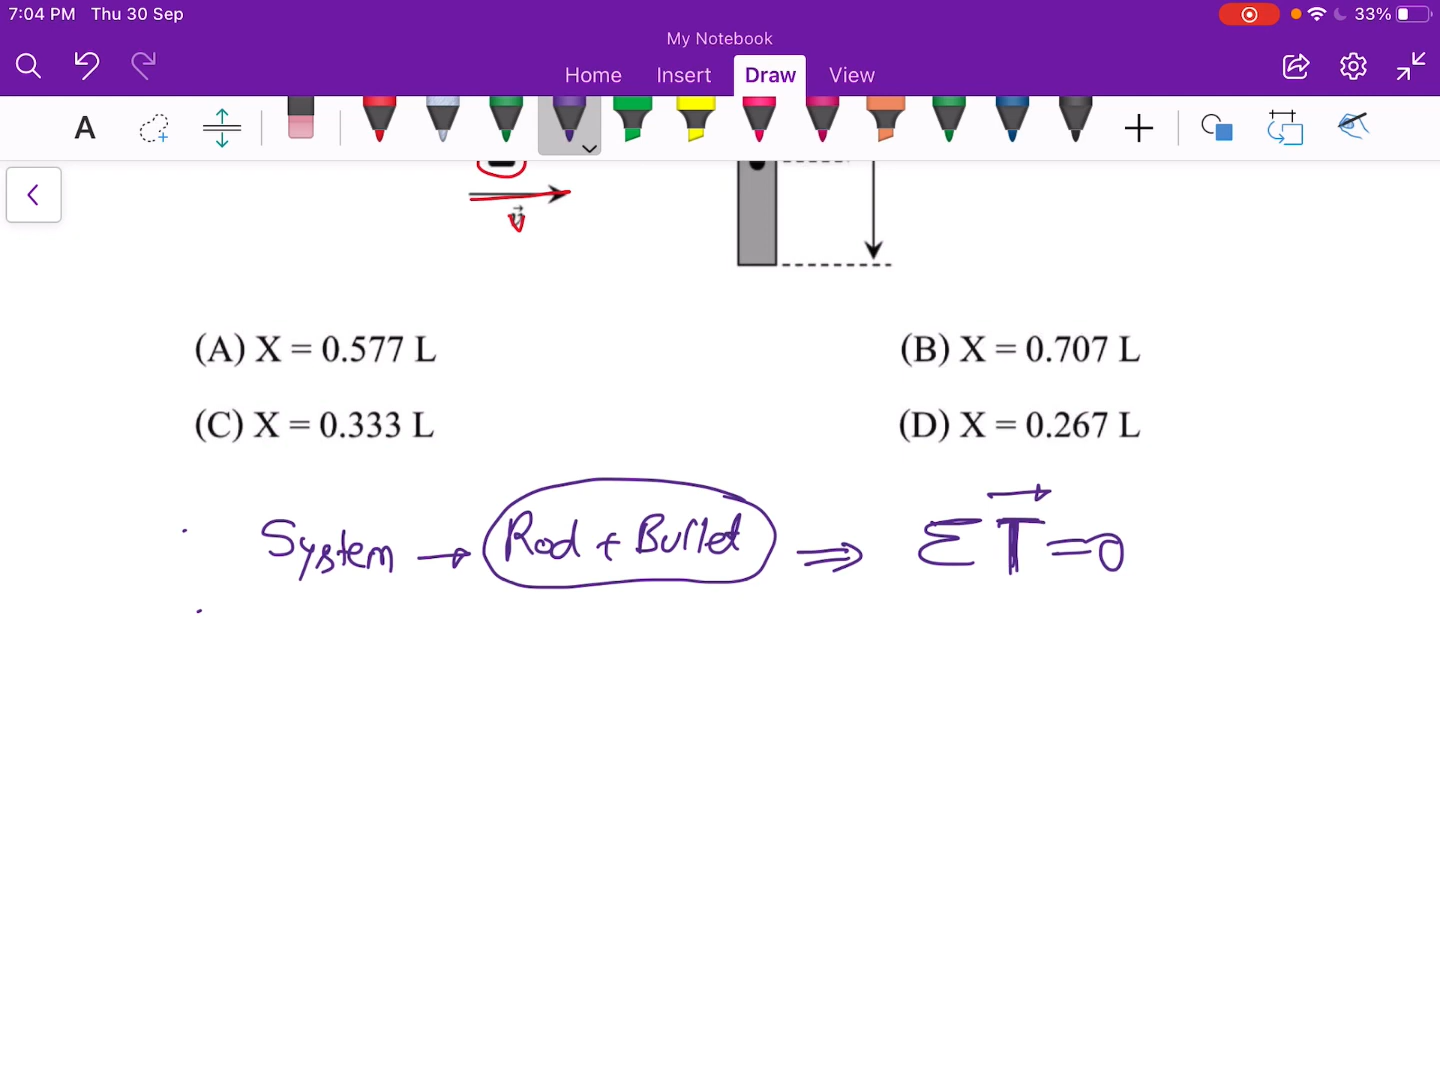 7:04 PM Thu 30 Sep
33%
My Notebook
Home Insert Draw View
A
v
(A) X = 0.577 L
(B) X = 0.707 L
(C) X = 0.333 L
(D) X = 0.267 L
System → Rod + Bullet ⇒ Σ T = 0